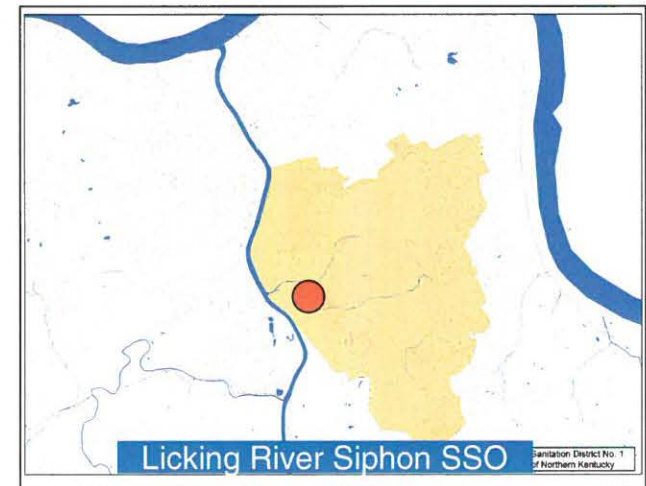 Licking River Siphon SSO
Sanitation District No. 1
of Northern Kentucky